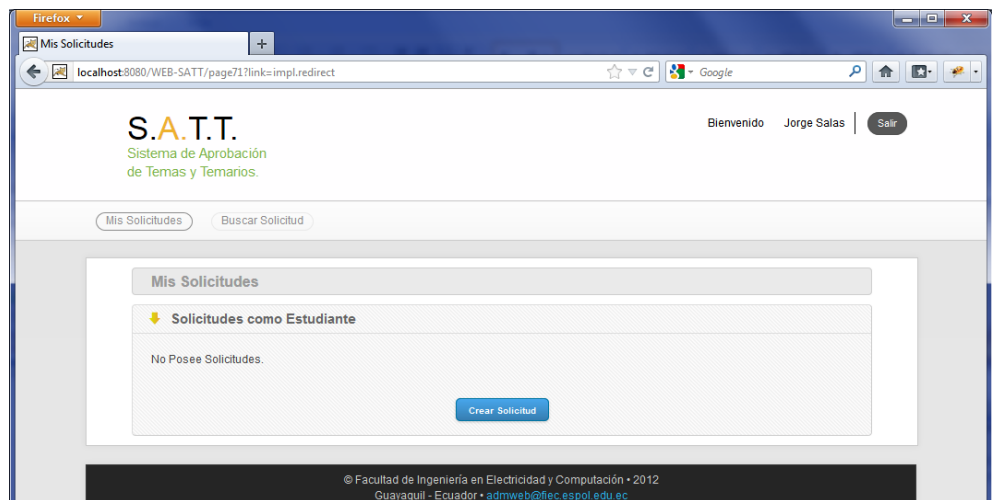 Firefox
Mis Solicitudes
localhost:8080/WEB-SATT/page71?link=impl.redirect
Google
S.A.T.T.
Sistema de Aprobación
de Temas y Temarios.
Bienvenido Jorge Salas Salir
Mis Solicitudes Buscar Solicitud
Mis Solicitudes
Solicitudes como Estudiante
No Posee Solicitudes.
Crear Solicitud
© Facultad de Ingeniería en Electricidad y Computación • 2012
Guayaquil - Ecuador • admweb@fiec.espol.edu.ec